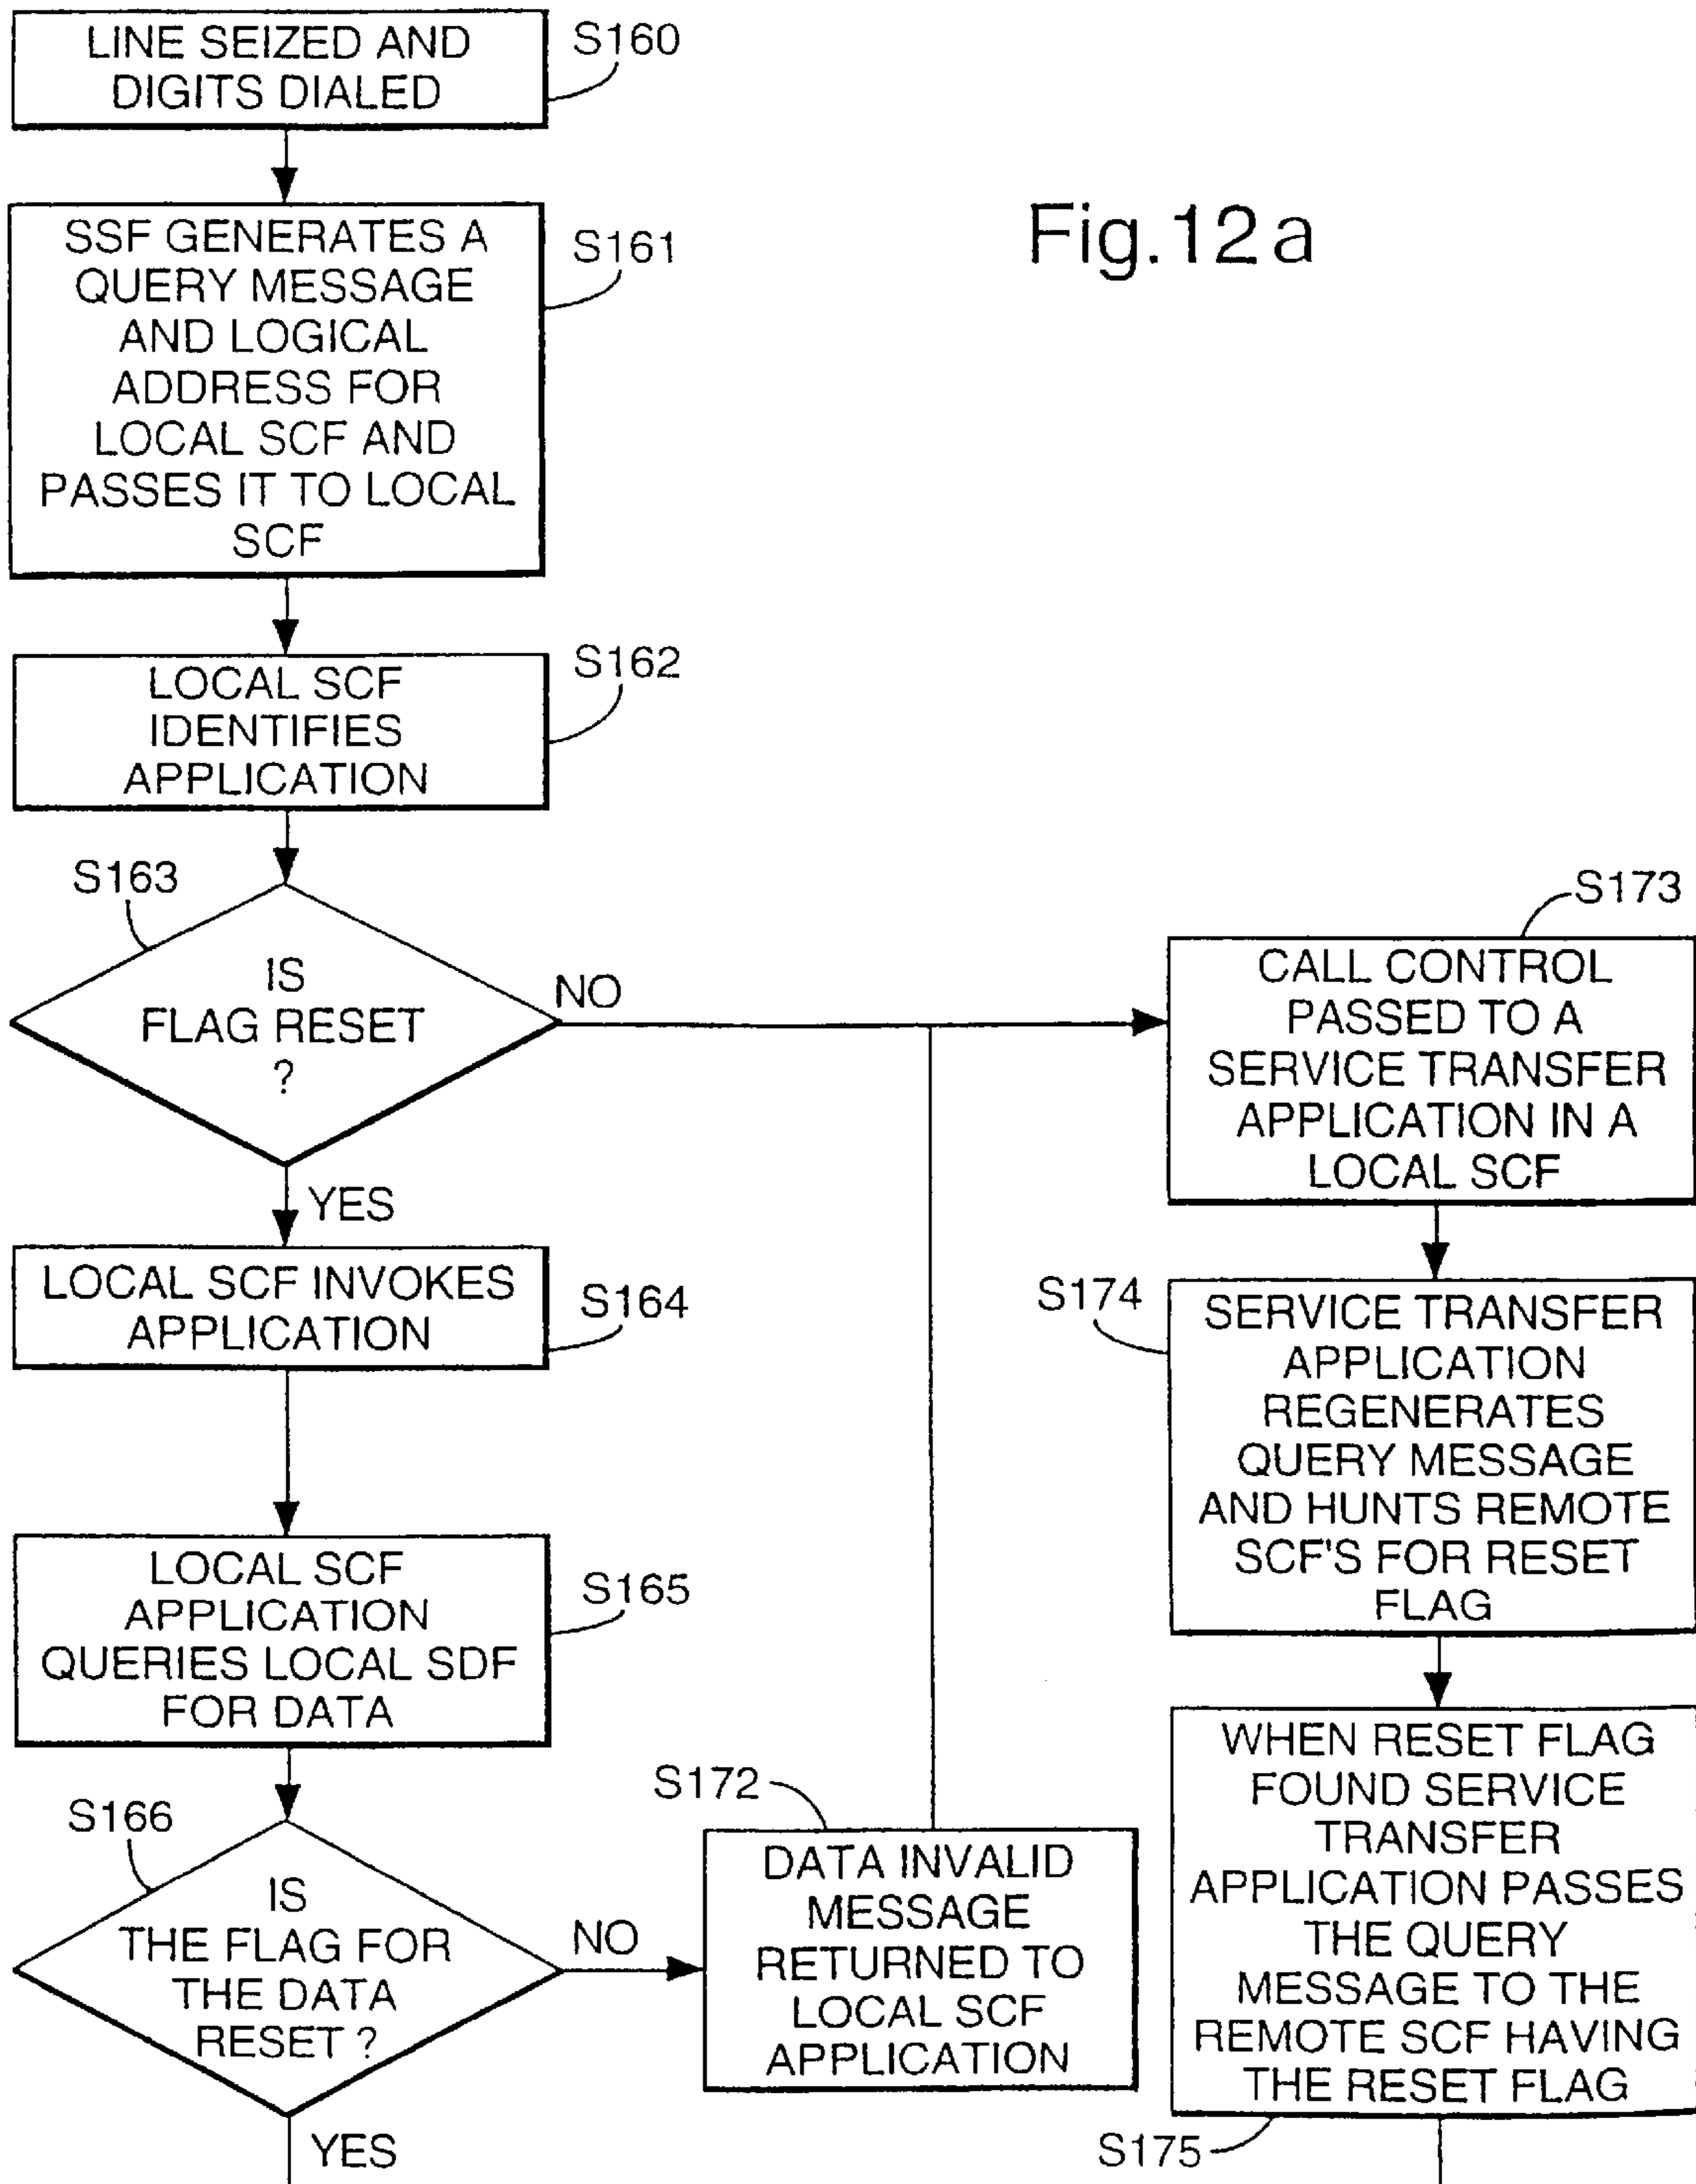 LINE SEIZED AND
DIGITS DIALED
S160
Fig.12a
SSF GENERATES A
QUERY MESSAGE
AND LOGICAL
ADDRESS FOR
LOCAL SCF AND
PASSES IT TO LOCAL
SCF
S161
LOCAL SCF
IDENTIFIES
APPLICATION
S162
S163
IS
FLAG RESET
?
NO
YES
LOCAL SCF INVOKES
APPLICATION
S164
LOCAL SCF
APPLICATION
QUERIES LOCAL SDF
FOR DATA
S165
S166
IS
THE FLAG FOR
THE DATA
RESET ?
NO
YES
S172
DATA INVALID
MESSAGE
RETURNED TO
LOCAL SCF
APPLICATION
S173
CALL CONTROL
PASSED TO A
SERVICE TRANSFER
APPLICATION IN A
LOCAL SCF
S174
SERVICE TRANSFER
APPLICATION
REGENERATES
QUERY MESSAGE
AND HUNTS REMOTE
SCF'S FOR RESET
FLAG
WHEN RESET FLAG
FOUND SERVICE
TRANSFER
APPLICATION PASSES
THE QUERY
MESSAGE TO THE
REMOTE SCF HAVING
THE RESET FLAG
S175